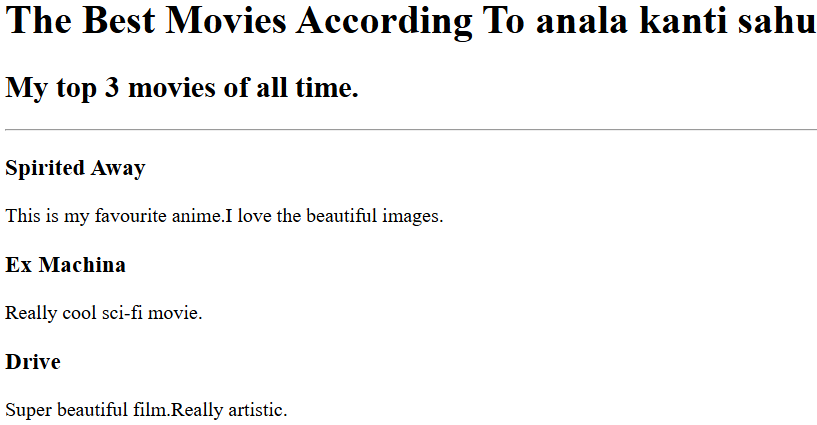 The Best Movies According To anala kanti sahu
My top 3 movies of all time.
Spirited Away
This is my favourite anime.I love the beautiful images.
Ex Machina
Really cool sci-fi movie.
Drive
Super beautiful film.Really artistic.